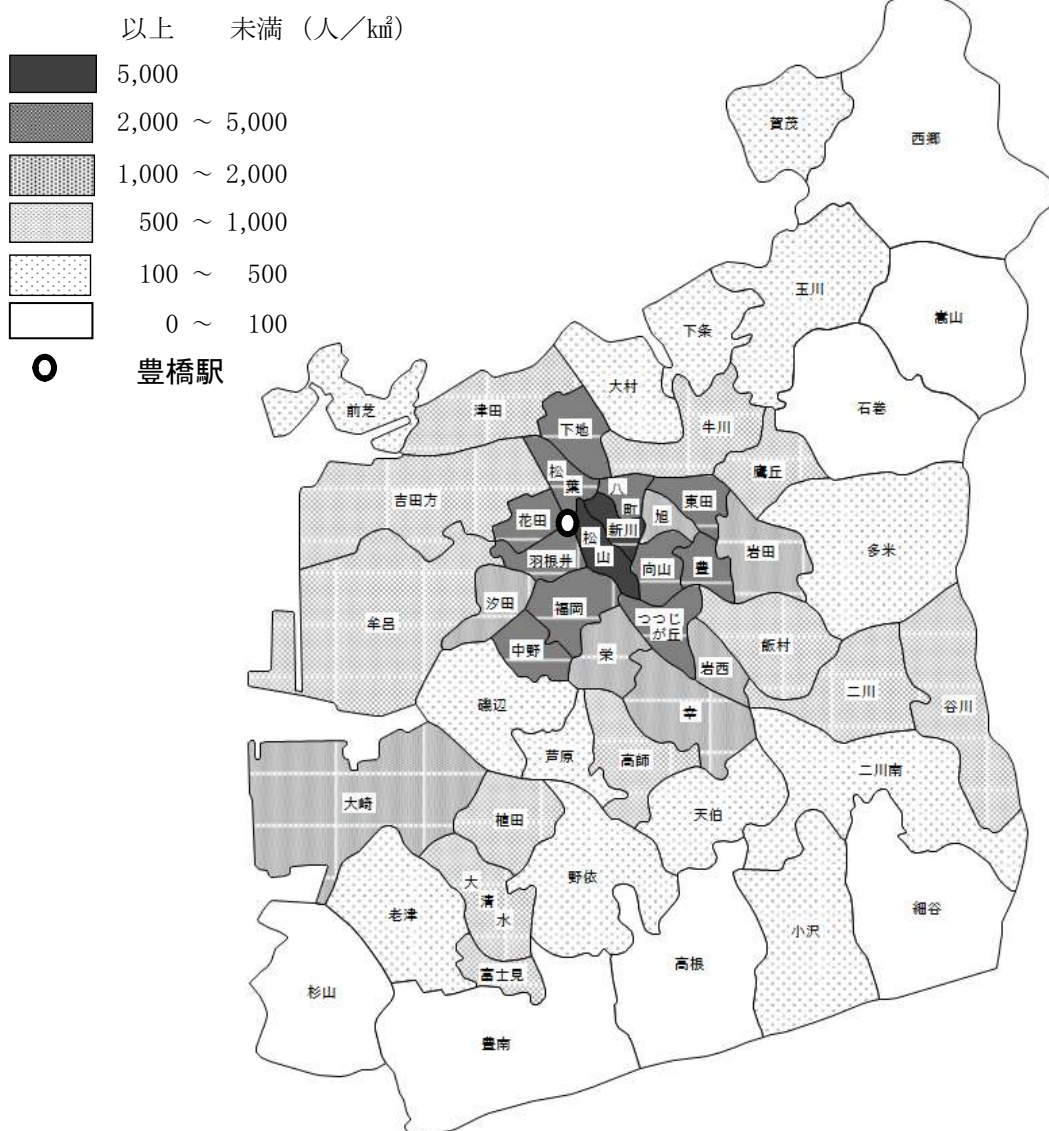 以上 未満 (人／㎢)
5,000
2,000 ～ 5,000
1,000 ～ 2,000
500 ～ 1,000
100 ～ 500
0 ～ 100
豊橋駅
賀茂
西郷
玉川
嵩山
下条
大村
石巻
前芝
津田
下地
牛川
鷹丘
吉田方
松葉
八町
東田
花田
新川
旭
松山
岩田
多米
羽根井
向山
豊
牟呂
汐田
福岡
つつじが丘
飯村
中野
栄
岩西
二川
谷川
磯辺
幸
芦原
高師
二川南
大崎
植田
天伯
野依
大清水
老津
細谷
小沢
富士見
高根
杉山
豊南